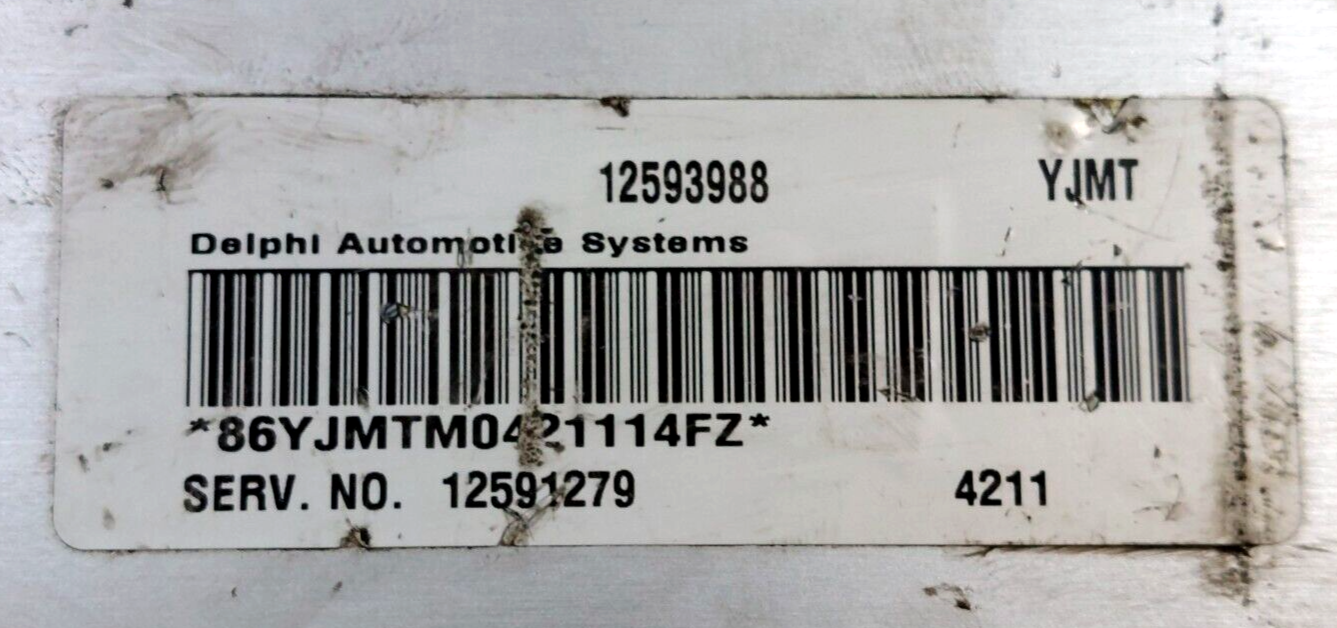 12593988 YJMT
Delphi Automotive Systems
*86YJMTM0421114FZ*
SERV. NO. 12591279 4211